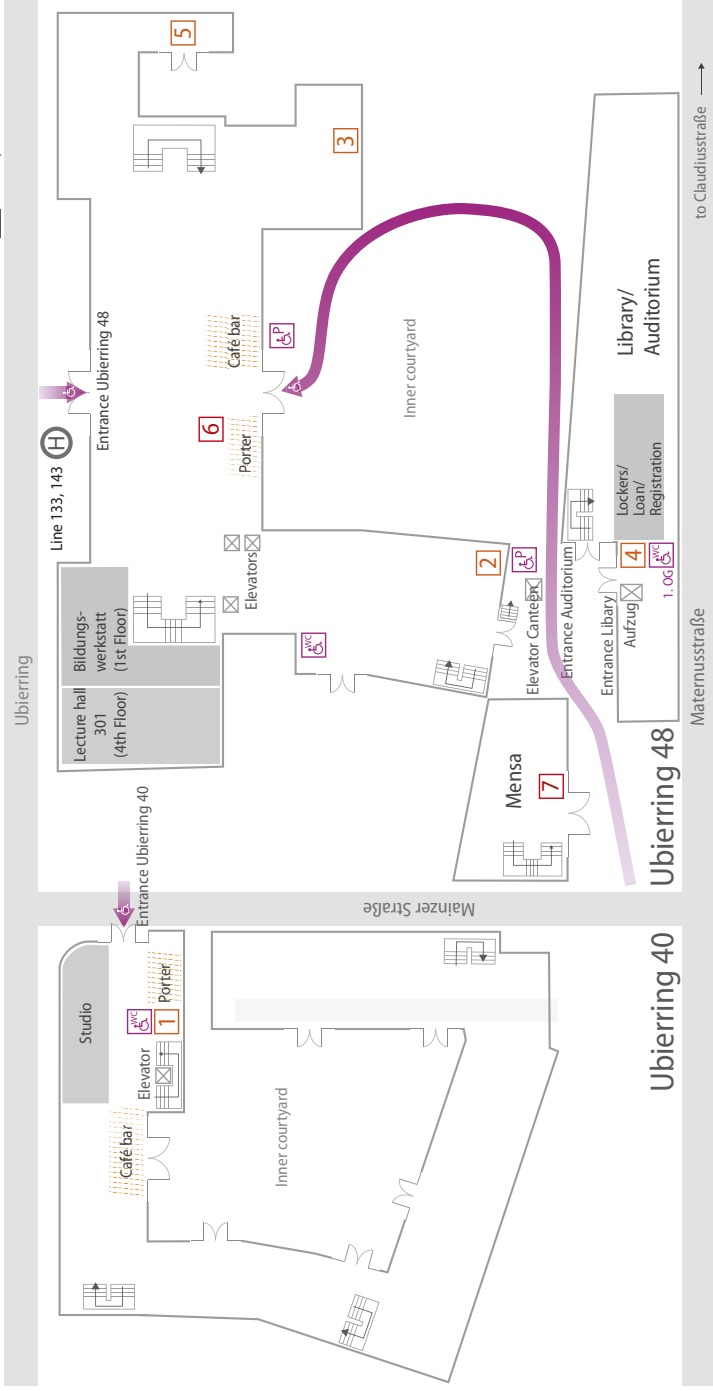 Ubierring
5
3
Entrance Ubierring 48
Line 133, 143
H
Café bar
P
6
Porter
Inner courtyard
to Claudiusstraße
Library/
Auditorium
Lockers/
Loan/
Registration
Elevators
2
P
Elevator Canteen
Entrance Auditorium
Entrance Libary
Aufzug
4
WC
1. OG
Bildungs-
werkstatt
(1st Floor)
Lecture hall
301
(4th Floor)
WC
Mensa
7
Maternusstraße
Ubierring 48
Entrance Ubierring 40
Mainzer Straße
Studio
WC
1
Porter
Elevator
Café bar
Inner courtyard
Ubierring 40